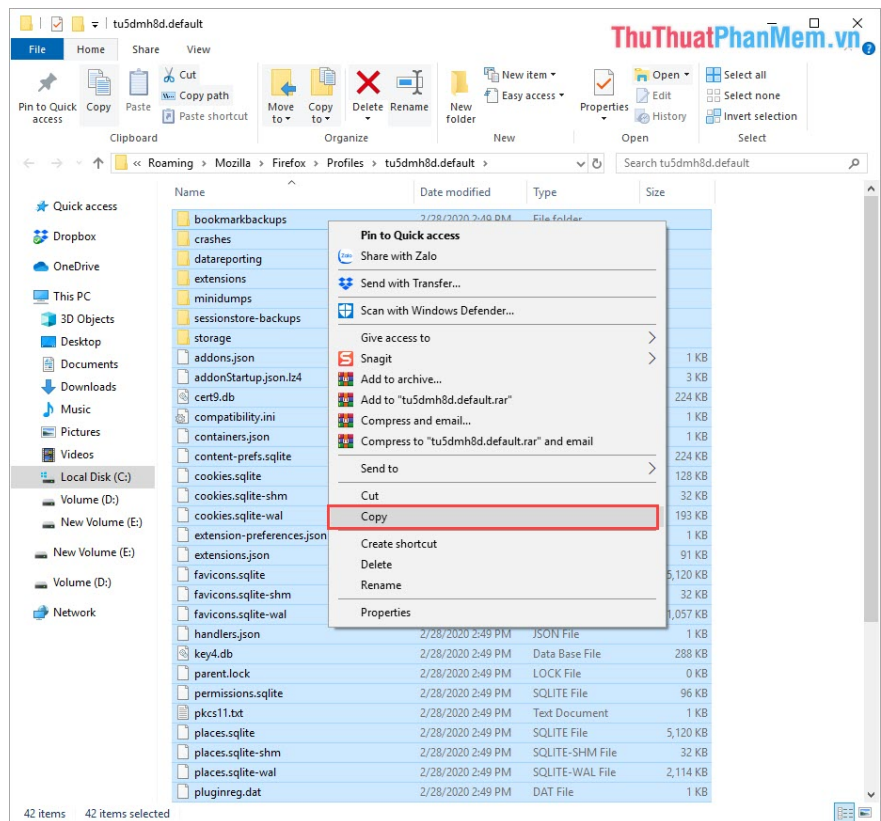 tu5dmh8d.default
ThuThuatPhanMem.vn
File Home Share View
Pin to Quick access
Copy
Paste
Cut
Copy path
Paste shortcut
Move to
Copy to
Delete
Rename
New folder
New item
Easy access
Properties
Open
Edit
History
Select all
Select none
Invert selection
Clipboard Organize New Open Select
« Roaming > Mozilla > Firefox > Profiles > tu5dmh8d.default >
Search tu5dmh8d.default
Quick access
Dropbox
OneDrive
This PC
3D Objects
Desktop
Documents
Downloads
Music
Pictures
Videos
Local Disk (C:)
Volume (D:)
New Volume (E:)
New Volume (E:)
Volume (D:)
Network
Name Date modified Type Size
bookmarkbackups 2/28/2020 2:49 PM File folder
crashes
datareporting
extensions
minidumps
sessionstore-backups
storage
addons.json 1 KB
addonStartup.json.lz4 3 KB
cert9.db 224 KB
compatibility.ini 1 KB
containers.json 1 KB
content-prefs.sqlite 224 KB
cookies.sqlite 128 KB
cookies.sqlite-shm 32 KB
cookies.sqlite-wal 193 KB
extension-preferences.json 1 KB
extensions.json 91 KB
favicons.sqlite 5,120 KB
favicons.sqlite-shm 32 KB
favicons.sqlite-wal 1,057 KB
handlers.json 2/28/2020 2:49 PM JSON File 1 KB
key4.db 2/28/2020 2:49 PM Data Base File 288 KB
parent.lock 2/28/2020 2:49 PM LOCK File 0 KB
permissions.sqlite 2/28/2020 2:49 PM SQLITE File 96 KB
pkcs11.txt 2/28/2020 2:49 PM Text Document 1 KB
places.sqlite 2/28/2020 2:49 PM SQLITE File 5,120 KB
places.sqlite-shm 2/28/2020 2:49 PM SQLITE-SHM File 32 KB
places.sqlite-wal 2/28/2020 2:49 PM SQLITE-WAL File 2,114 KB
pluginreg.dat 2/28/2020 2:49 PM DAT File 1 KB
Pin to Quick access
Share with Zalo
Send with Transfer...
Scan with Windows Defender...
Give access to
Snagit
Add to archive...
Add to "tu5dmh8d.default.rar"
Compress and email...
Compress to "tu5dmh8d.default.rar" and email
Send to
Cut
Copy
Create shortcut
Delete
Rename
Properties
42 items 42 items selected